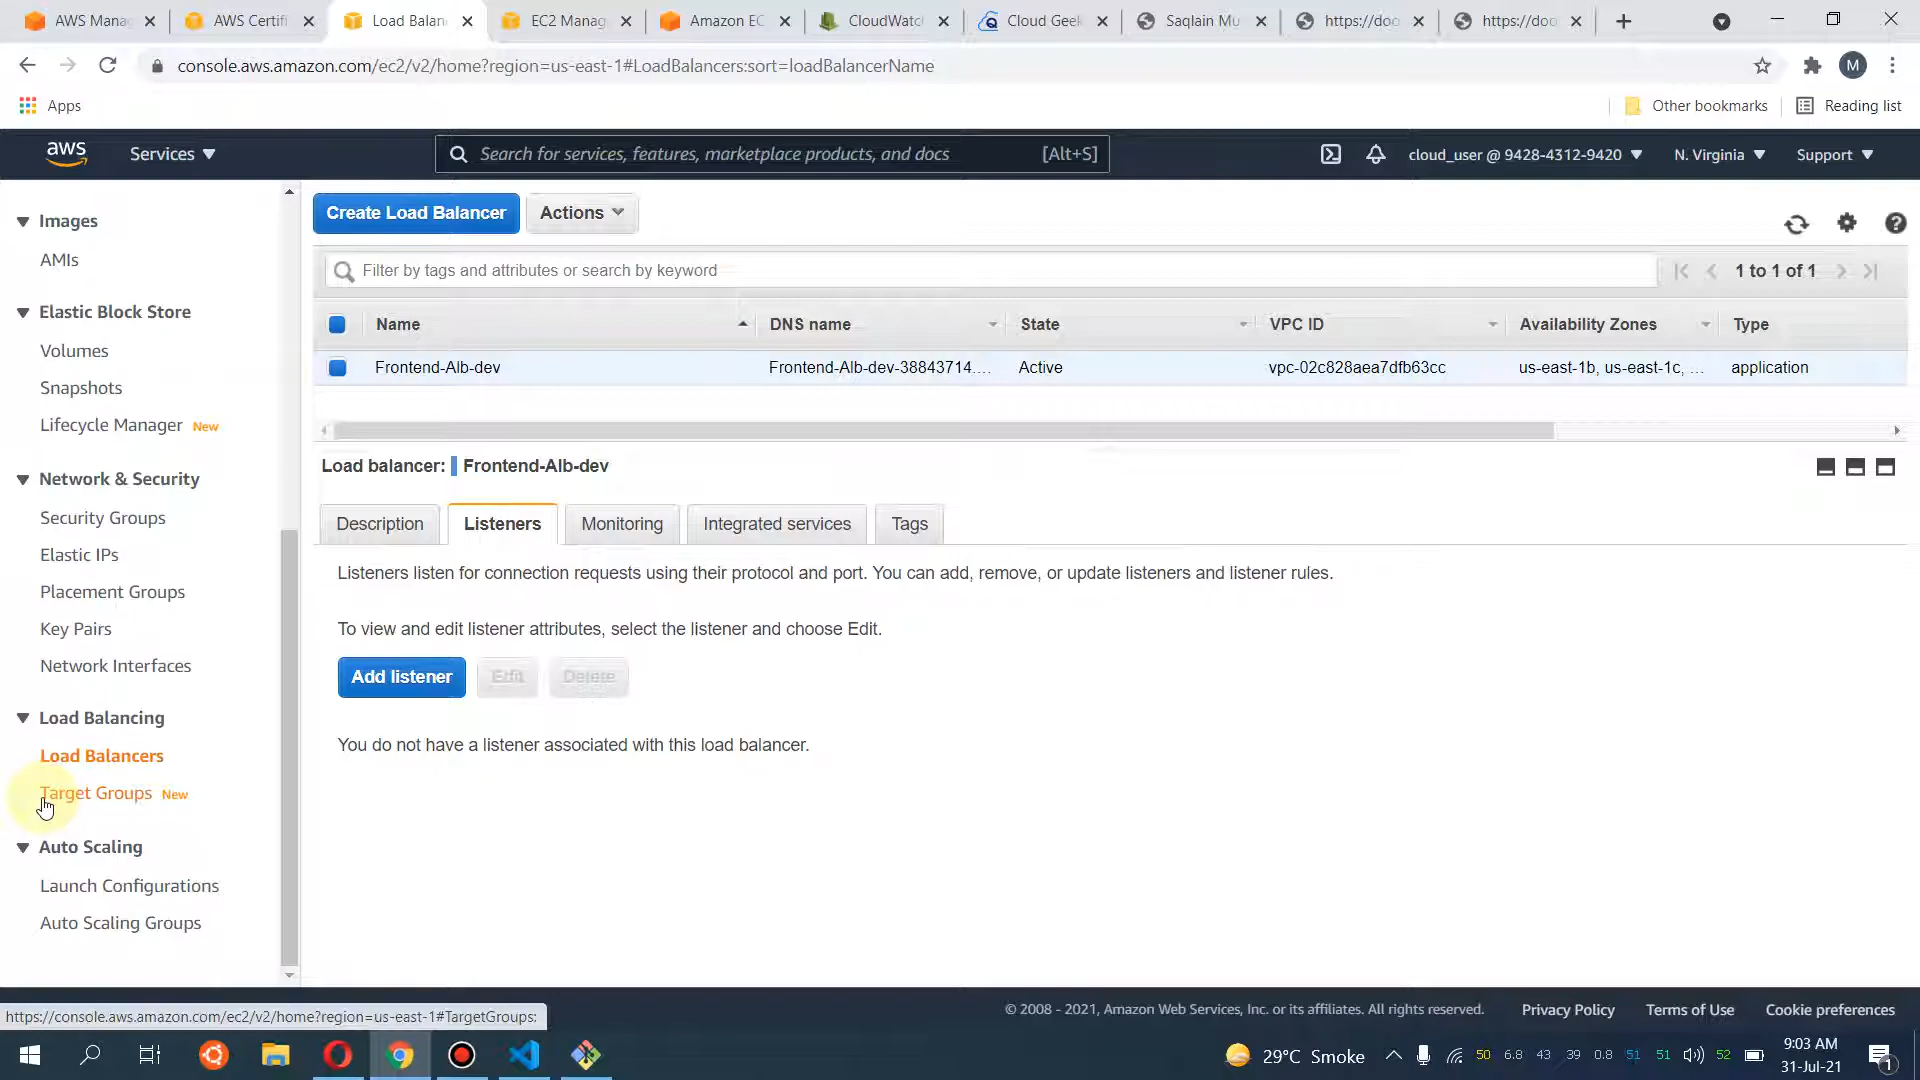 AWS Mana
AWS Certifi
Load Balan
EC2 Manag
Amazon EC
CloudWatc
Cloud Geek
Saqlain Mu
https://doo
https://doo
console.aws.amazon.com/ec2/v2/home?region=us-east-1#LoadBalancers:sort=loadBalancerName
M
Apps
Other bookmarks
Reading list
aws
Services
Search for services, features, marketplace products, and docs
[Alt+S]
cloud_user @ 9428-4312-9420
N. Virginia
Support
Images
AMIs
Elastic Block Store
Volumes
Snapshots
Lifecycle Manager New
Network & Security
Security Groups
Elastic IPs
Placement Groups
Key Pairs
Network Interfaces
Load Balancing
Load Balancers
Target Groups New
Auto Scaling
Launch Configurations
Auto Scaling Groups
Create Load Balancer
Actions
Filter by tags and attributes or search by keyword
1 to 1 of 1
Name DNS name State VPC ID Availability Zones Type
Frontend-Alb-dev Frontend-Alb-dev-38843714.... Active vpc-02c828aea7dfb63cc us-east-1b, us-east-1c, ... application
Load balancer: Frontend-Alb-dev
Description Listeners Monitoring Integrated services Tags
Listeners listen for connection requests using their protocol and port. You can add, remove, or update listeners and listener rules.
To view and edit listener attributes, select the listener and choose Edit.
Add listener Edit Delete
You do not have a listener associated with this load balancer.
© 2008 - 2021, Amazon Web Services, Inc. or its affiliates. All rights reserved.
Privacy Policy
Terms of Use
Cookie preferences
https://console.aws.amazon.com/ec2/v2/home?region=us-east-1#TargetGroups:
29°C Smoke
50 6.8 43 39 0.8 51 51 52
9:03 AM
31-Jul-21
1